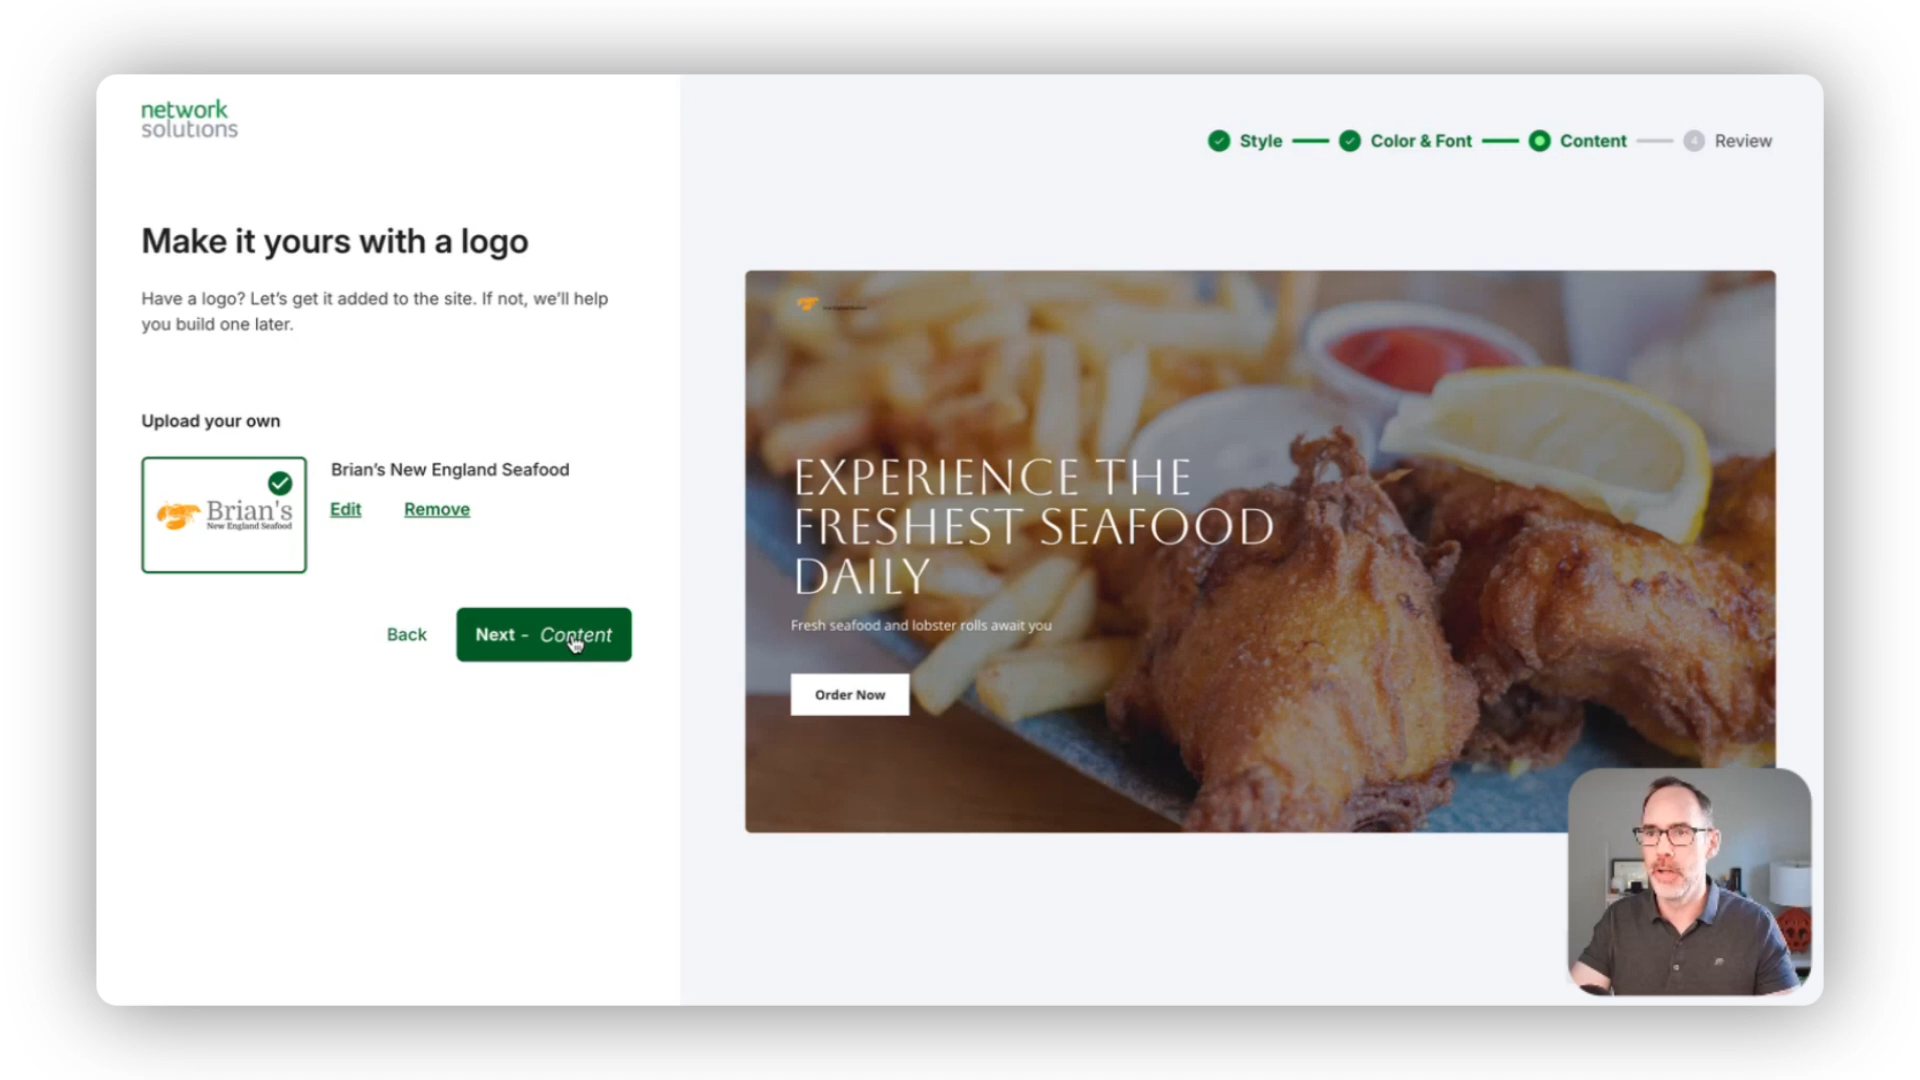 network
solutions
Style
Color & Font
Content
4
Review
Make it yours with a logo
Have a logo? Let's get it added to the site. If not, we'll help
you build one later.
Upload your own
Brian's
New England Seafood
Brian's New England Seafood
Edit
Remove
Back
Next - Content
EXPERIENCE THE
FRESHEST SEAFOOD
DAILY
Fresh seafood and lobster rolls await you
Order Now